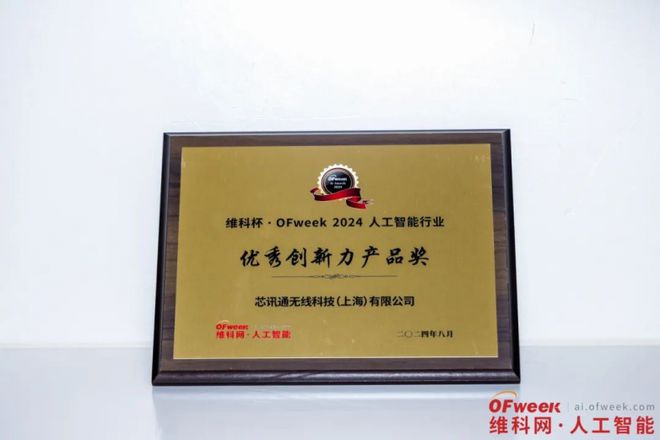 OFweek
AI Awards
2024
维科杯·OFweek 2024 人工智能行业
优秀创新力产品奖
芯讯通无线科技(上海)有限公司
OFweek
维科网·人工智能
二〇二四年八月
OFweek ai.ofweek.com
维科网·人工智能